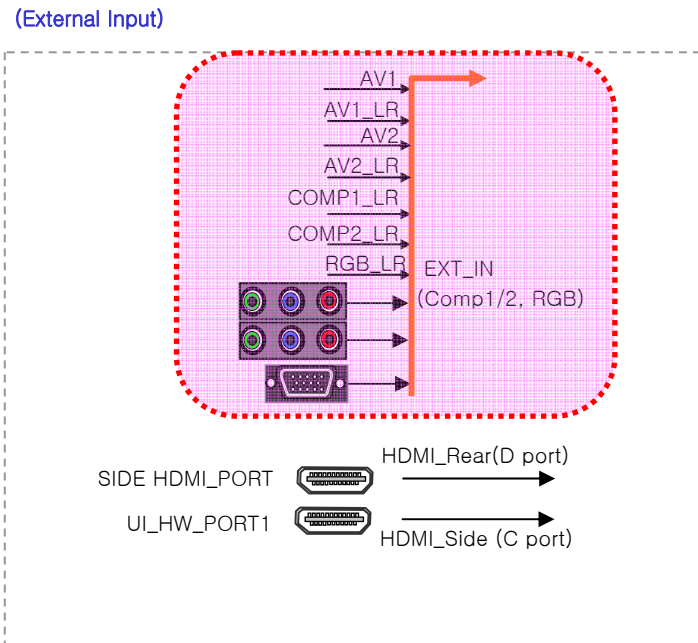 (External Input)
AV1
AV1_LR
AV2
AV2_LR
COMP1_LR
COMP2_LR
RGB_LR
EXT_IN
(Comp1/2, RGB)
HDMI_Rear(D port)
SIDE HDMI_PORT
UI_HW_PORT1
HDMI_Side (C port)